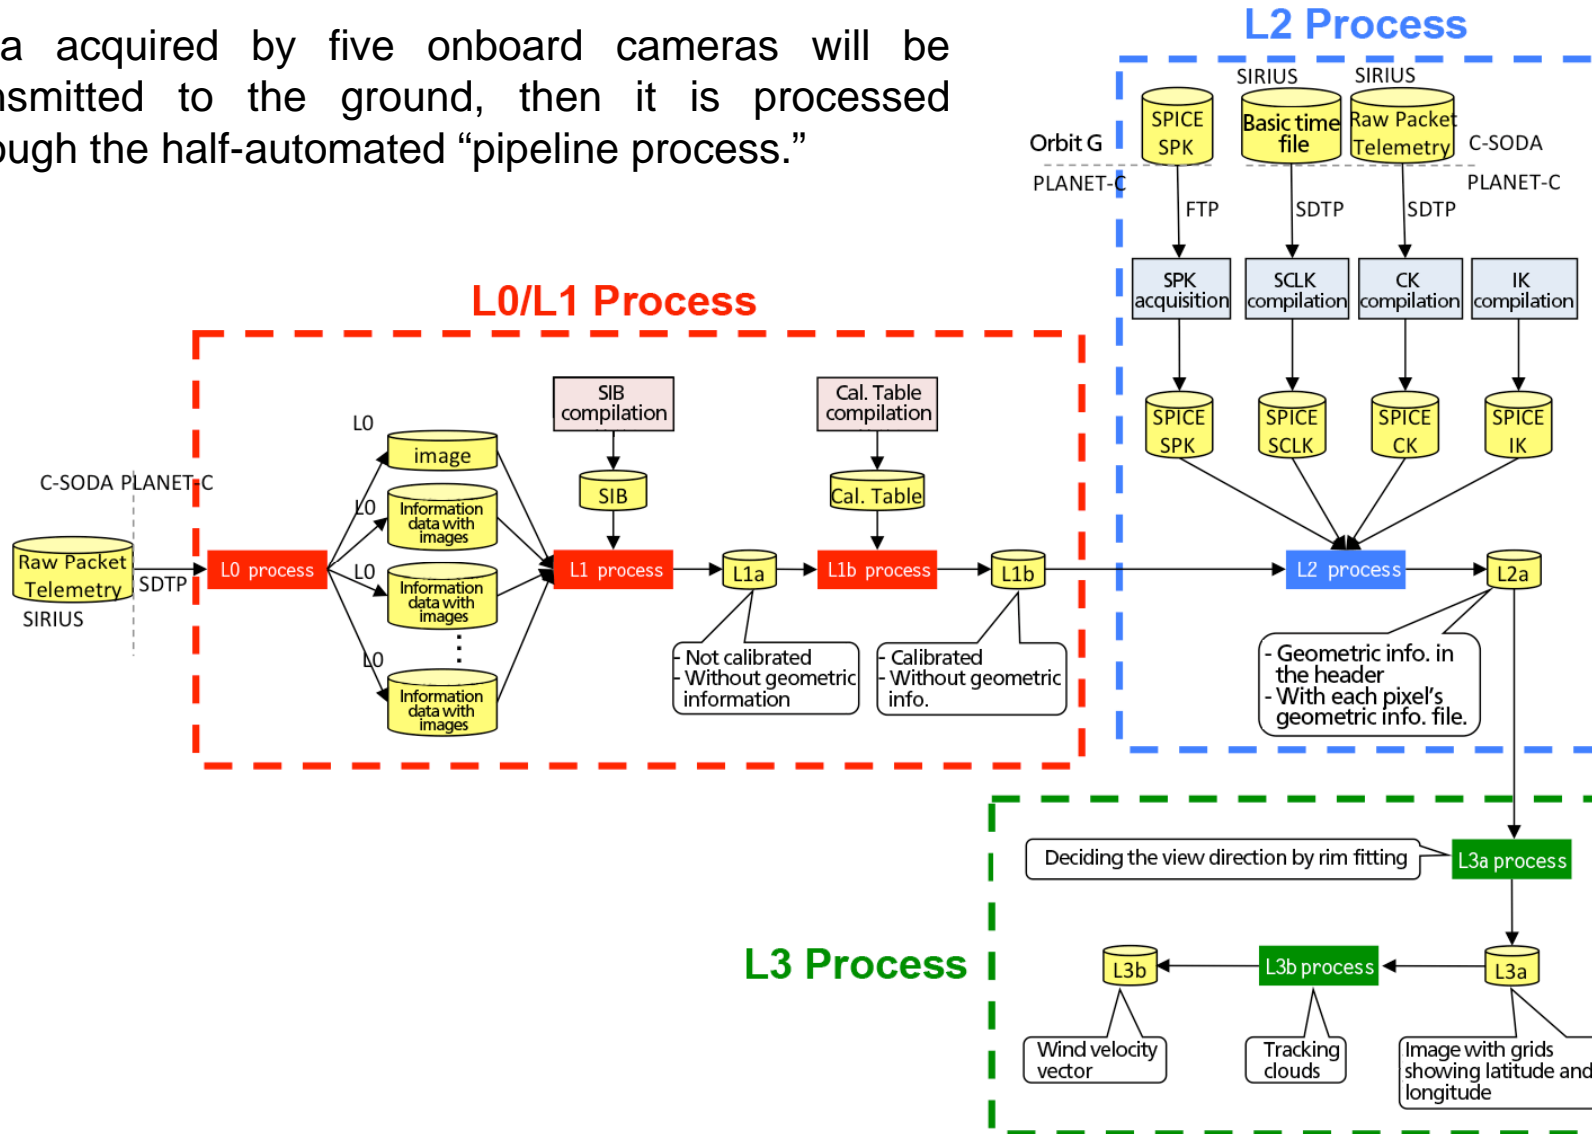 a acquired by five onboard cameras will be
nsmitted to the ground, then it is processed
ough the half-automated “pipeline process.”
L2 Process
SIRIUS
SIRIUS
SPICE
SPK
Basic time
file
Raw Packet
Telemetry
Orbit G
C-SODA
PLANET-C
PLANET-C
FTP
SDTP
SDTP
SPK
acquisition
SCLK
compilation
CK
compilation
IK
compilation
SPICE
SPK
SPICE
SCLK
SPICE
CK
SPICE
IK
L0/L1 Process
SIB
compilation
Cal. Table
compilation
L0
image
SIB
Cal. Table
C-SODA PLANET-C
L0
Information
data with
images
Raw Packet
Telemetry
SDTP
SIRIUS
L0 process
L0
Information
data with
images
L0
Information
data with
images
L1 process
L1a
L1b process
L1b
L2 process
L2a
- Not calibrated
- Without geometric
information
- Calibrated
- Without geometric
info.
- Geometric info. in
the header
- With each pixel's
geometric info. file.
Deciding the view direction by rim fitting
L3a process
L3 Process
L3b
L3b process
L3a
Wind velocity
vector
Tracking
clouds
Image with grids
showing latitude and
longitude